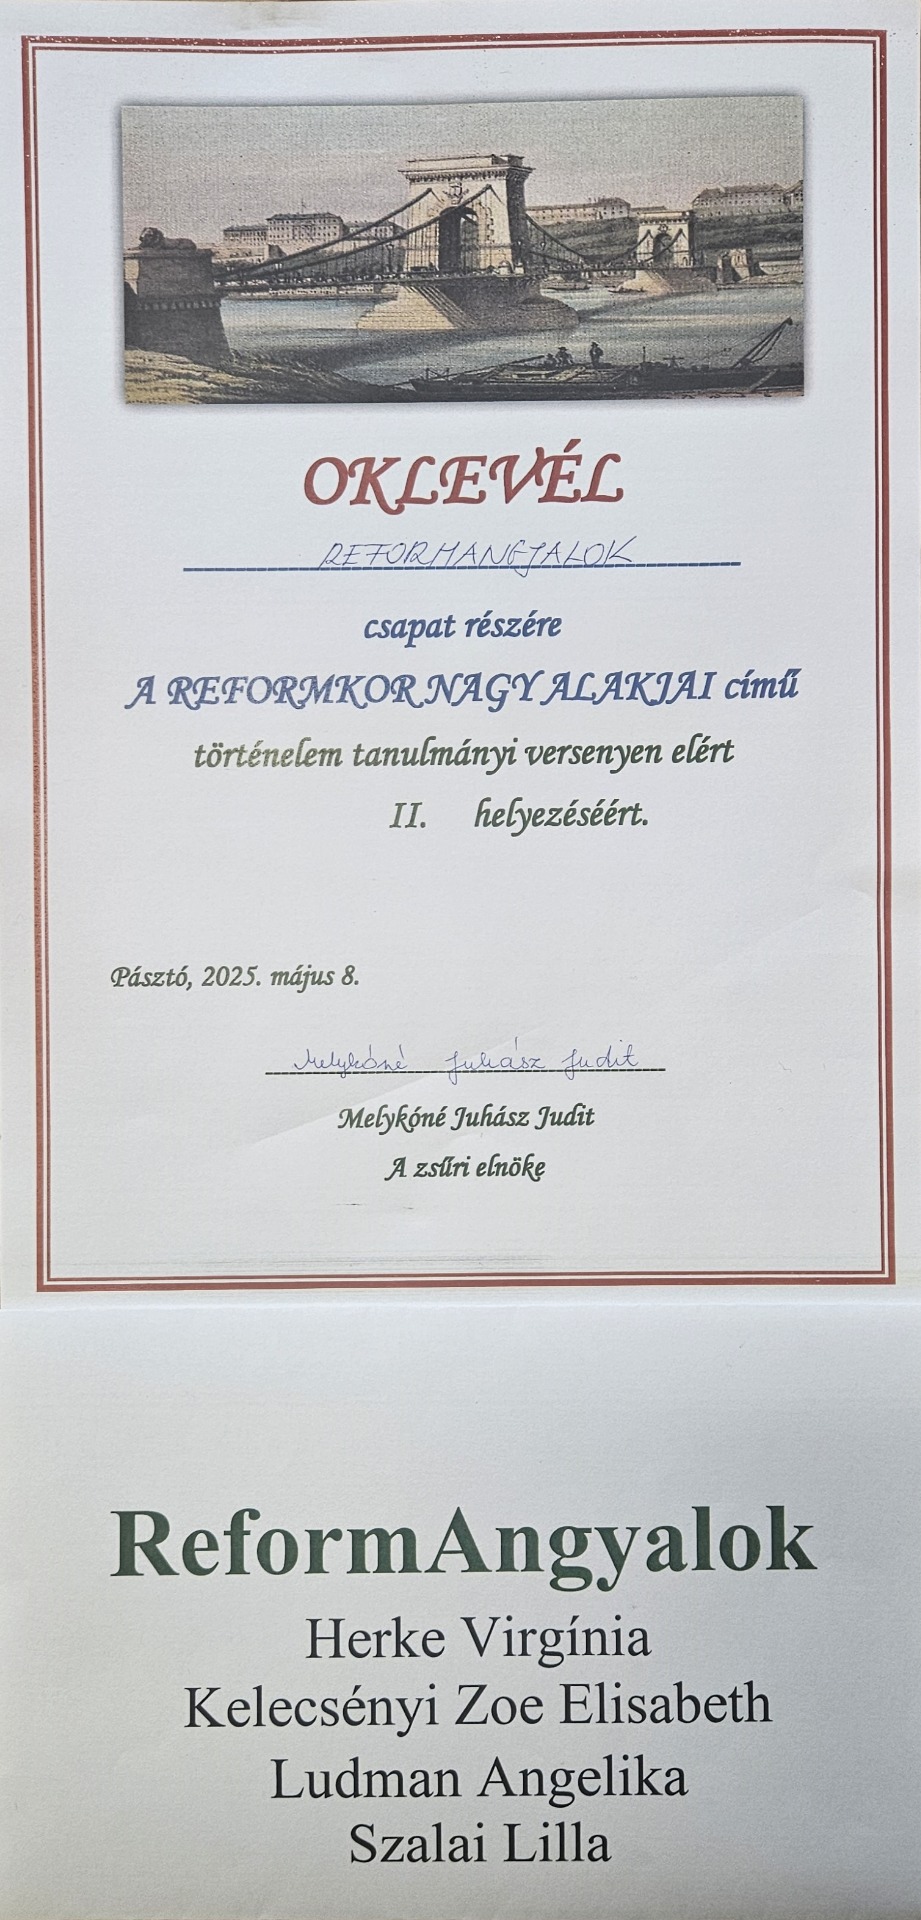 OKLEVÉL
REFORMANGYALOK
csapat részére
A REFORMKOR NAGY ALAKJAI című
történelem tanulmányi versenyen elért
II. helyezéséért.
Pásztó, 2025. május 8.
Melykóné Juhász Judit
Melykóné Juhász Judit
A zsűri elnöke
ReformAngyalok
Herke Virgínia
Kelecsényi Zoe Elisabeth
Ludman Angelika
Szalai Lilla